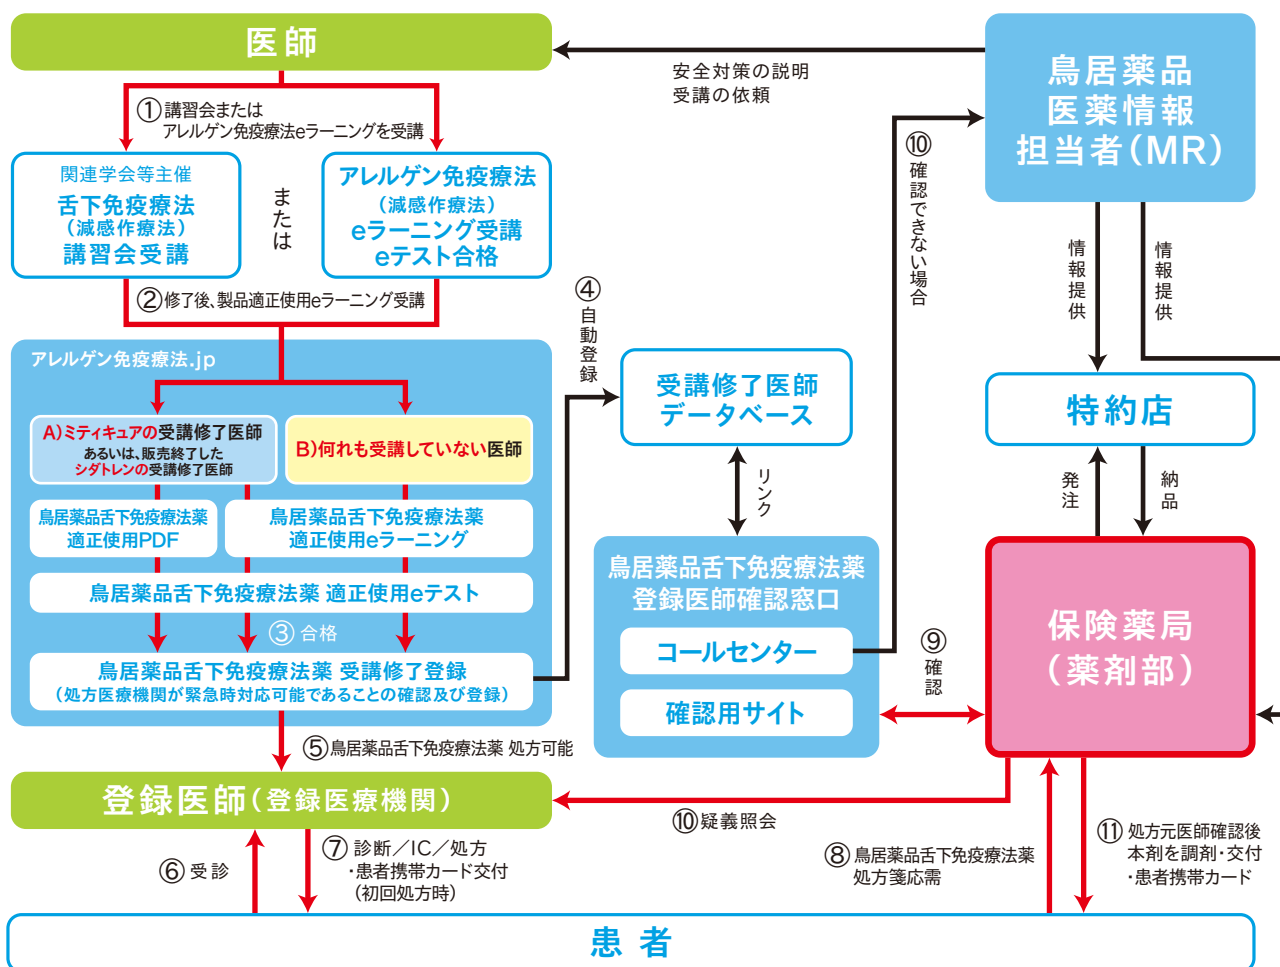 医師
安全対策の説明
受講の依頼
鳥居薬品
医薬情報
担当者(MR)
①講習会または
アレルゲン免疫療法eラーニングを受講
関連学会等主催
舌下免疫療法
(減感作療法)
講習会受講
または
アレルゲン免疫療法
(減感作療法)
eラーニング受講
eテスト合格
②修了後、製品適正使用eラーニング受講
⑩確認できない場合
情報提供
情報提供
④自動登録
アレルゲン免疫療法.jp
A)ミティキュアの受講修了医師
あるいは、販売終了した
シダトレンの受講修了医師
B)何れも受講していない医師
受講修了医師
データベース
特約店
リンク
発注
納品
鳥居薬品舌下免疫療法薬
適正使用PDF
鳥居薬品舌下免疫療法薬
適正使用eラーニング
鳥居薬品舌下免疫療法薬 適正使用eテスト
③合格
鳥居薬品舌下免疫療法薬 受講修了登録
(処方医療機関が緊急時対応可能であることの確認及び登録)
鳥居薬品舌下免疫療法薬
登録医師確認窓口
コールセンター
確認用サイト
⑨確認
保険薬局
(薬剤部)
⑤鳥居薬品舌下免疫療法薬 処方可能
登録医師(登録医療機関)
⑩疑義照会
⑥受診
⑦診断/IC/処方
・患者携帯カード交付
(初回処方時)
⑧鳥居薬品舌下免疫療法薬
処方箋応需
⑪処方元医師確認後
本剤を調剤・交付
・患者携帯カード
患者